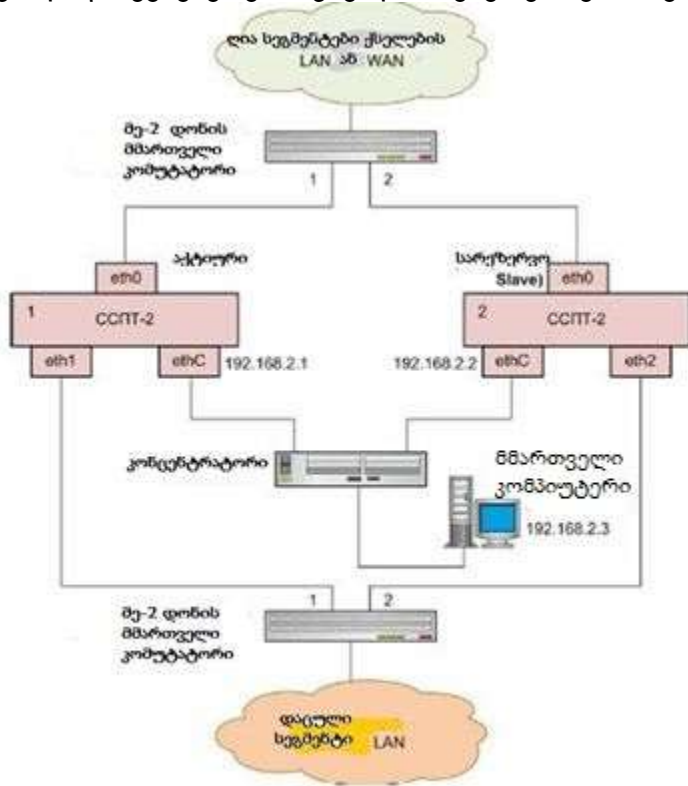 ღია სეგმენტები ქსელების
LAN ან WAN
მე-2 დონის
მმართველი
კომუტატორი
1
2
აქტიური
სარეზერვო
Slave)
eth0
eth0
1
ССПТ-2
2
ССПТ-2
eth1
ethC
192.168.2.1
192.168.2.2
ethC
eth2
კონცენტრატორი
მმართველი
კომპიუტერი
192.168.2.3
მე-2 დონის
მმართველი
კომუტატორი
1
2
დაცული
სეგმენტი LAN